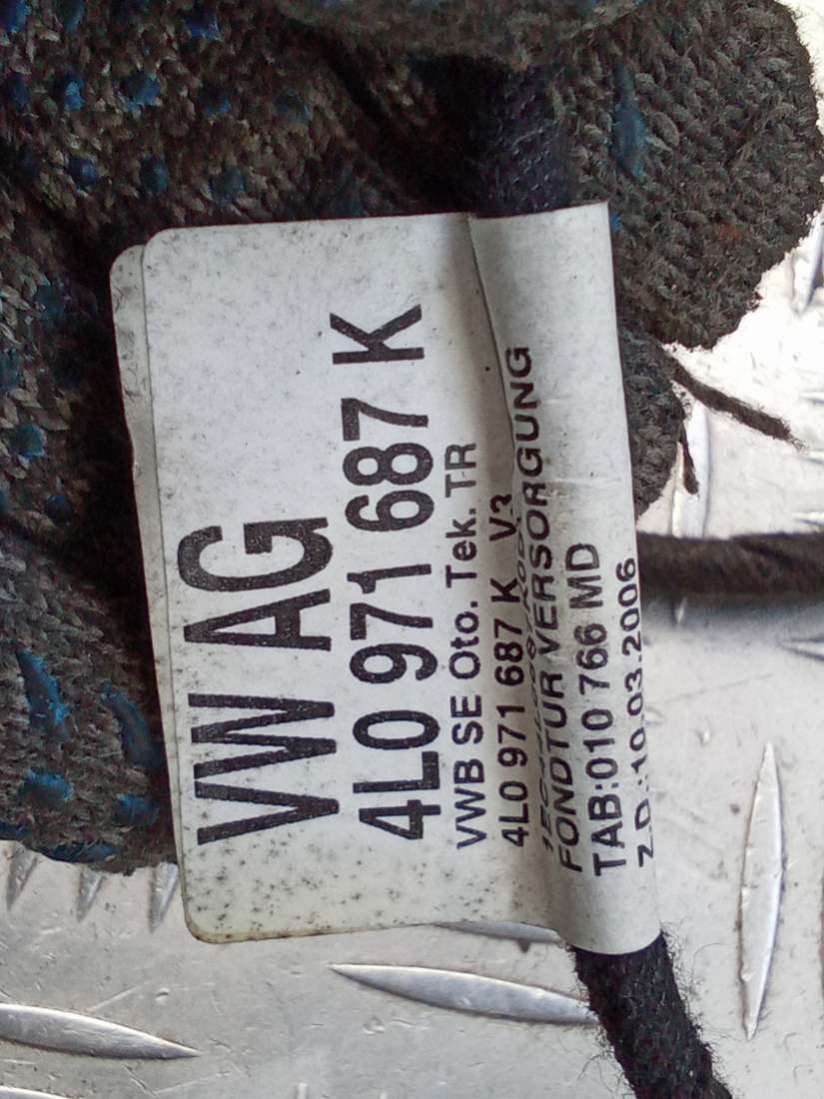 VW AG
4L0 971 687 K
VWB SE Oto. Tek. TR
4L0 971 687 K V3
FONDTUR VERSORGUNG
TAB:010 766 MD
Z.D.:10.03.2006